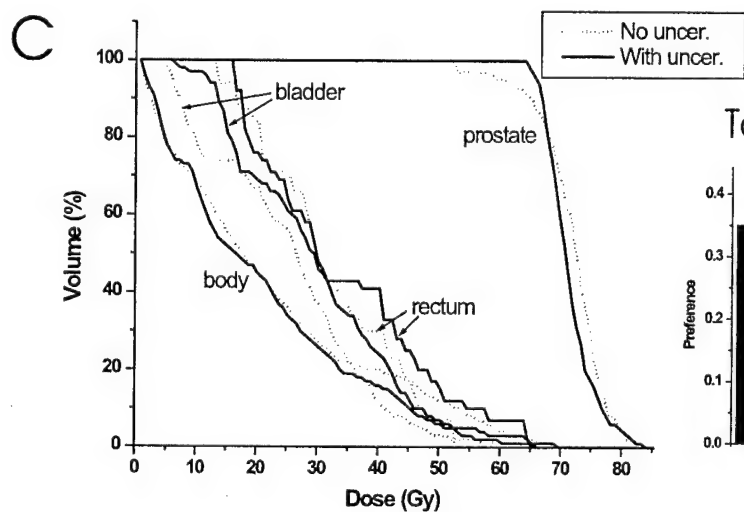 C
No uncer.
With uncer.
100
80
60
40
20
0
Volume (%)
bladder
prostate
body
rectum
0 10 20 30 40 50 60 70 80
Dose (Gy)
0.4
0.3
0.2
0.1
0.0
Preference